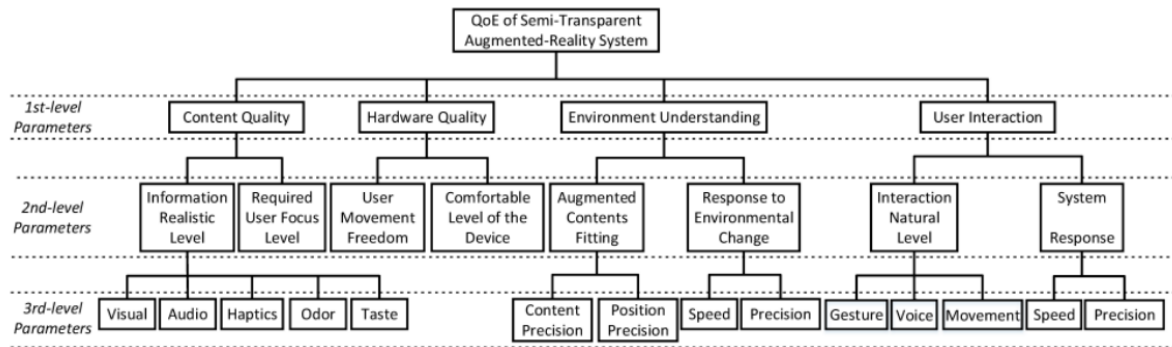 QoE of Semi-Transparent
Augmented-Reality System
1st-level
Parameters
Content Quality
Hardware Quality
Environment Understanding
User Interaction
2nd-level
Parameters
Information
Realistic
Level
Required
User Focus
Level
User
Movement
Freedom
Comfortable
Level of the
Device
Augmented
Contents
Fitting
Response to
Environmental
Change
Interaction
Natural
Level
System
Response
3rd-level
Parameters
Visual
Audio
Haptics
Odor
Taste
Content
Precision
Position
Precision
Speed
Precision
Gesture
Voice
Movement
Speed
Precision